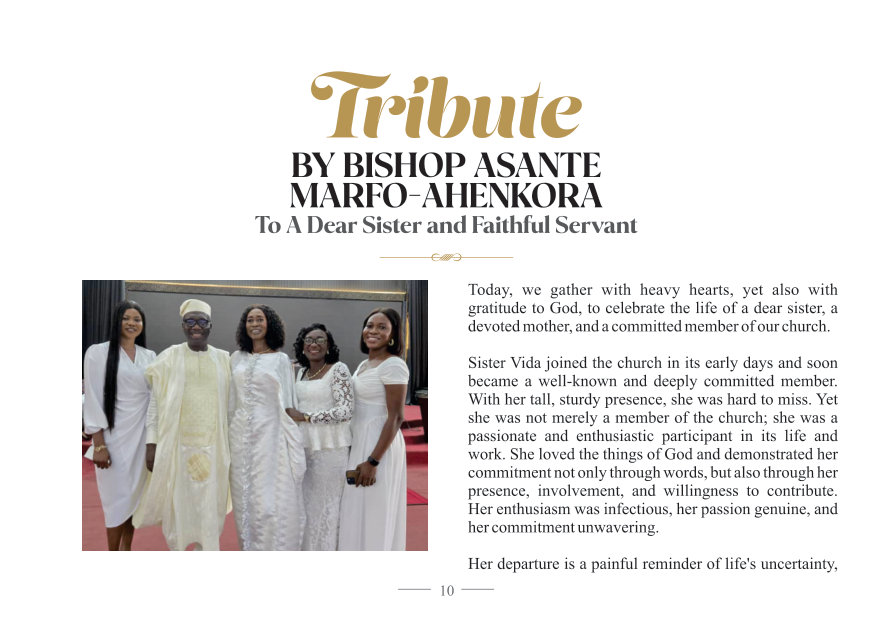 Tribute
BY BISHOP ASANTE
MARFO-AHENKORA
To A Dear Sister and Faithful Servant
Today, we gather with heavy hearts, yet also with
gratitude to God, to celebrate the life of a dear sister, a
devoted mother, and a committed member of our church.
Sister Vida joined the church in its early days and soon
became a well-known and deeply committed member.
With her tall, sturdy presence, she was hard to miss. Yet
she was not merely a member of the church; she was a
passionate and enthusiastic participant in its life and
work. She loved the things of God and demonstrated her
commitment not only through words, but also through her
presence, involvement, and willingness to contribute.
Her enthusiasm was infectious, her passion genuine, and
her commitment unwavering.
Her departure is a painful reminder of life's uncertainty,
10